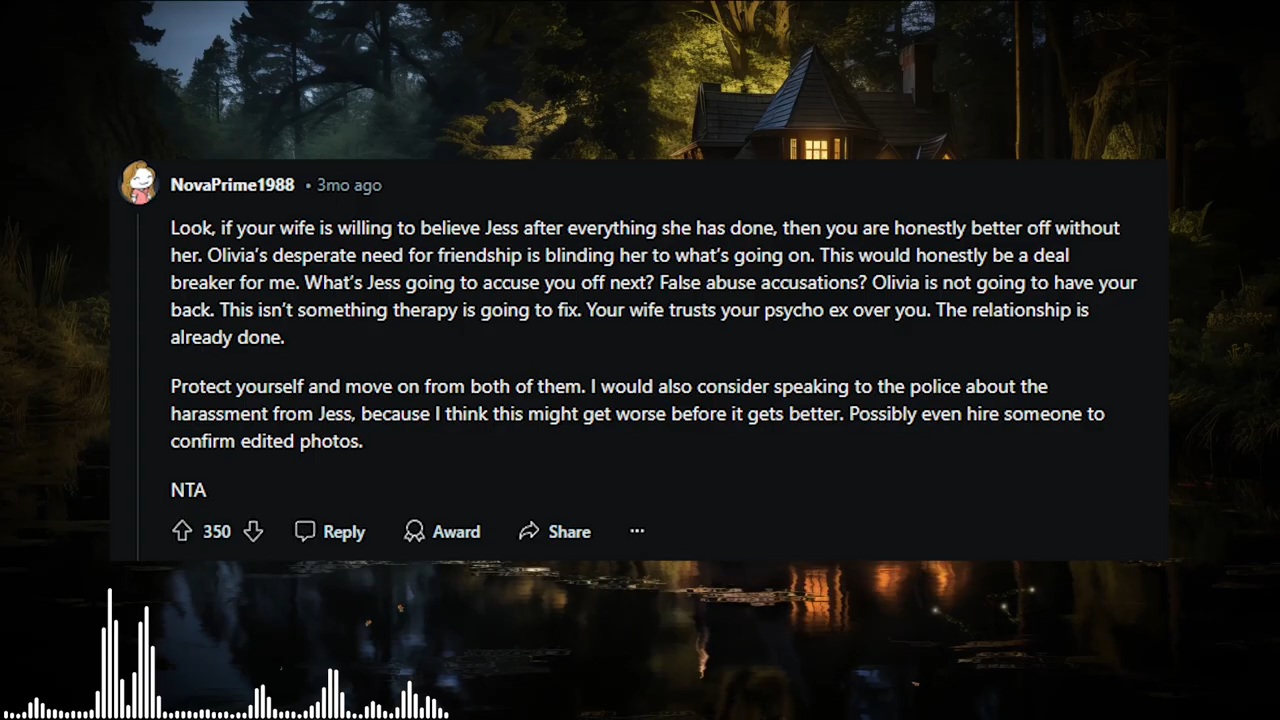 NovaPrime1988 • 3mo ago
Look, if your wife is willing to believe Jess after everything she has done, then you are honestly better off without
her. Olivia’s desperate need for friendship is blinding her to what’s going on. This would honestly be a deal
breaker for me. What’s Jess going to accuse you off next? False abuse accusations? Olivia is not going to have your
back. This isn’t something therapy is going to fix. Your wife trusts your psycho ex over you. The relationship is
already done.
Protect yourself and move on from both of them. I would also consider speaking to the police about the
harassment from Jess, because I think this might get worse before it gets better. Possibly even hire someone to
confirm edited photos.
NTA
350 Reply Award Share ...